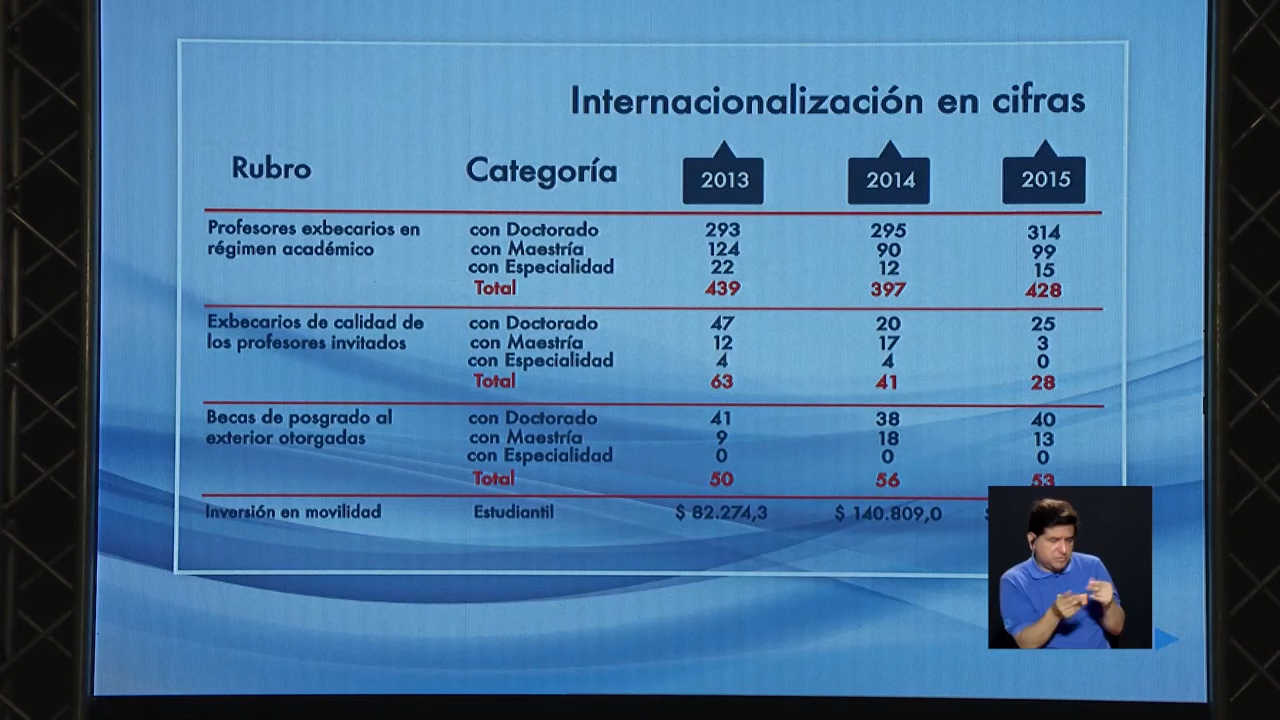 Internacionalización en cifras
Rubro Categoría 2013 2014 2015
Profesores exbecarios en con Doctorado 293 295 314
régimen académico con Maestría 124 90 99
con Especialidad 22 12 15
Total 439 397 428
Exbecarios de calidad de con Doctorado 47 20 25
los profesores invitados con Maestría 12 17 3
con Especialidad 4 4 0
Total 63 41 28
Becas de posgrado al con Doctorado 41 38 40
exterior otorgadas con Maestría 9 18 13
con Especialidad 0 0 0
Total 50 56 53
Inversión en movilidad Estudiantil $ 82.274,3 $ 140.809,0 $